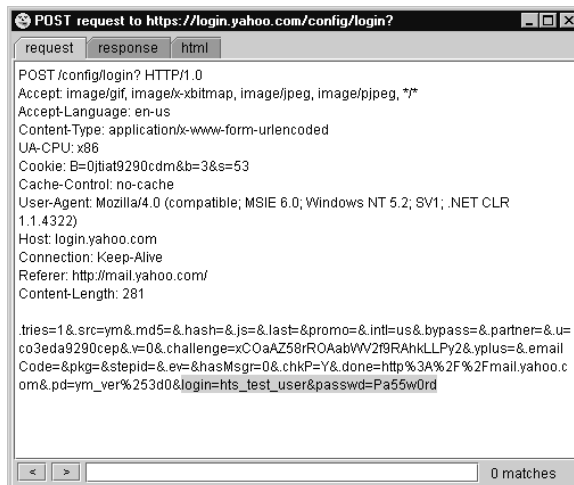 POST request to https://login.yahoo.com/config/login?
request response html
POST /config/login? HTTP/1.0
Accept: image/gif, image/x-xbitmap, image/jpeg, image/pjpeg, */*
Accept-Language: en-us
Content-Type: application/x-www-form-urlencoded
UA-CPU: x86
Cookie: B=0jtiat9290cdm&b=3&s=53
Cache-Control: no-cache
User-Agent: Mozilla/4.0 (compatible; MSIE 6.0; Windows NT 5.2; SV1; .NET CLR
1.1.4322)
Host: login.yahoo.com
Connection: Keep-Alive
Referer: http://mail.yahoo.com/
Content-Length: 281
.tries=1&.src=ym&.md5=&.hash=&.js=&.last=&promo=&.intl=us&.bypass=&.partner=&.u=
co3eda9290cep&.v=0&.challenge=xCOaAZ58rROAabWV2f9RAhkLLPy2&.yplus=&.email
Code=&pkg=&stepid=&.ev=&hasMsgr=0&.chkP=Y&.done=http%3A%2F%2Fmail.yahoo.c
om&.pd=ym_ver%253d0&login=hts_test_user&passwd=Pa55w0rd
< > 0 matches